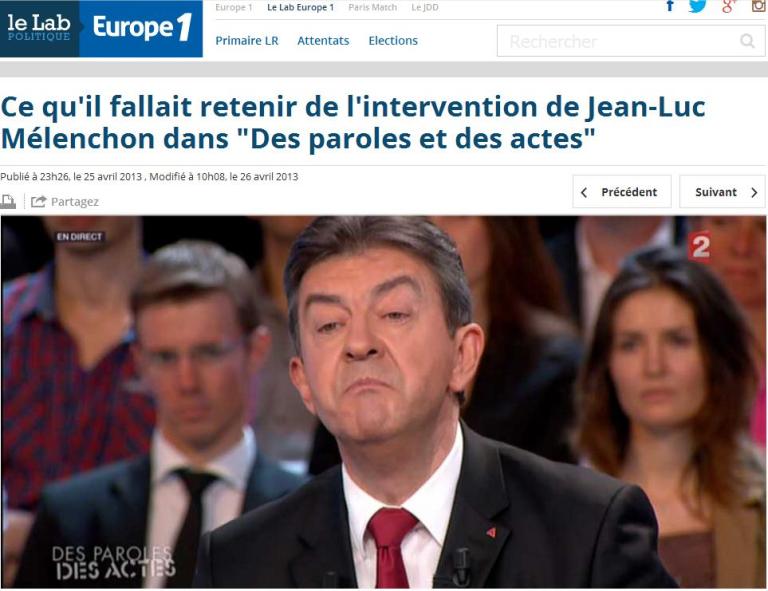 le Lab
POLITIQUE
Europe 1
Europe 1 Le Lab Europe 1 Paris Match Le JDD
Primaire LR Attentats Elections
Rechercher
Ce qu'il fallait retenir de l'intervention de Jean-Luc
Mélenchon dans "Des paroles et des actes"
Publié à 23h26, le 25 avril 2013 , Modifié à 10h08, le 26 avril 2013
Partagez
Précédent
Suivant
EN DIRECT
2
DES PAROLES
DES ACTES